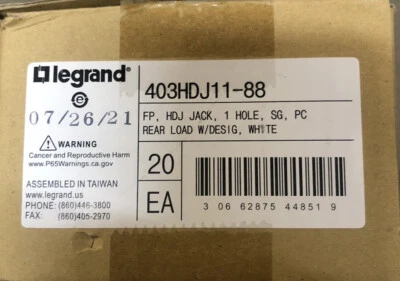 legrand®
403HDJ11-88
07/26/21
FP, HDJ JACK, 1 HOLE, SG, PC
REAR LOAD W/DESIG, WHITE
WARNING
Cancer and Reproductive Harm
www.P65Warnings.ca.gov
20
ASSEMBLED IN TAIWAN
www.legrand.us
PHONE: (860)446-3800
FAX: (860)405-2970
EA
3 06 62875 44851 9